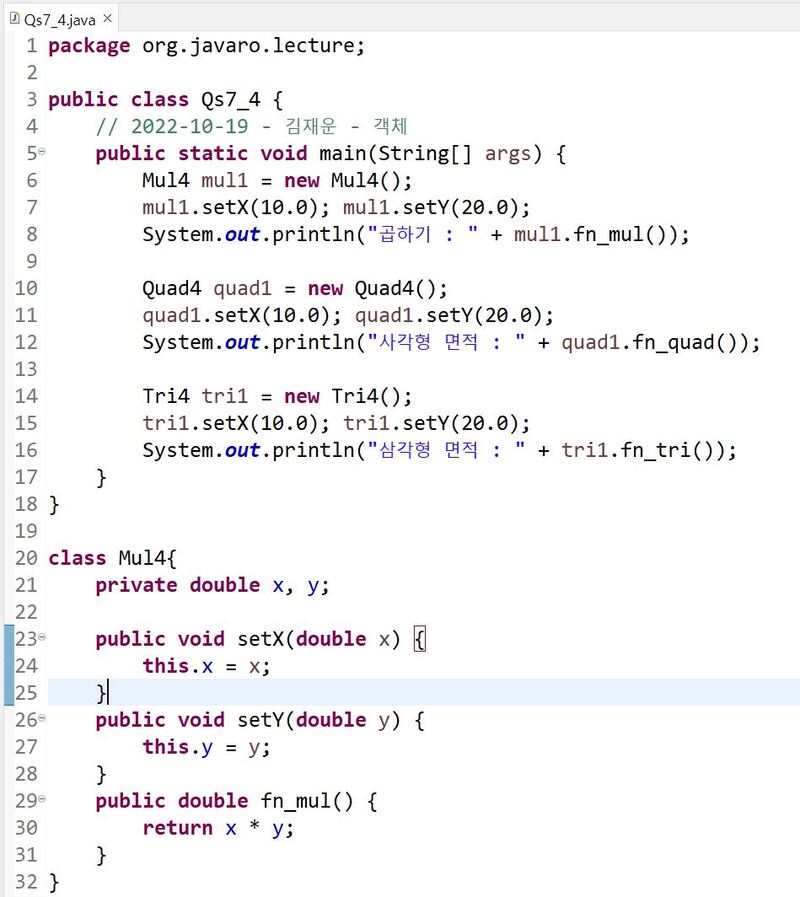 Qs7_4.java
1 package org.javaro.lecture;
2
3 public class Qs7_4 {
4 // 2022-10-19 - 김재운 - 객체
5 public static void main(String[] args) {
6 Mul4 mul1 = new Mul4();
7 mul1.setX(10.0); mul1.setY(20.0);
8 System.out.println("곱하기 : " + mul1.fn_mul());
9
10 Quad4 quad1 = new Quad4();
11 quad1.setX(10.0); quad1.setY(20.0);
12 System.out.println("사각형 면적 : " + quad1.fn_quad());
13
14 Tri4 tri1 = new Tri4();
15 tri1.setX(10.0); tri1.setY(20.0);
16 System.out.println("삼각형 면적 : " + tri1.fn_tri());
17 }
18 }
19
20 class Mul4{
21 private double x, y;
22
23 public void setX(double x) {
24 this.x = x;
25 }
26 public void setY(double y) {
27 this.y = y;
28 }
29 public double fn_mul() {
30 return x * y;
31 }
32 }